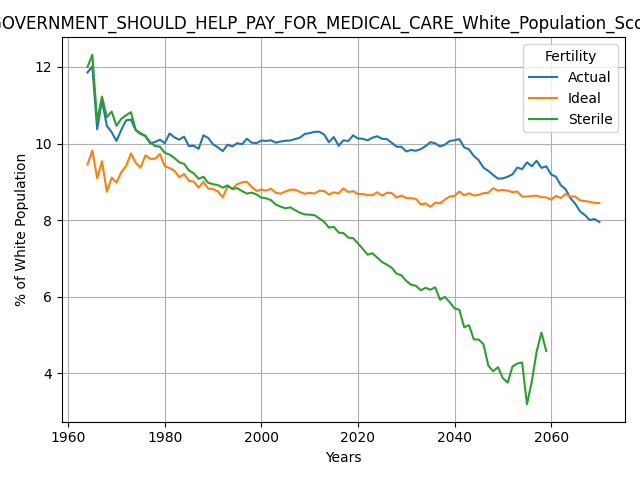 GOVERNMENT_SHOULD_HELP_PAY_FOR_MEDICAL_CARE_White_Population_Sco
Fertility
Actual
Ideal
Sterile
% of White Population
12
10
8
6
4
1960 1980 2000 2020 2040 2060
Years